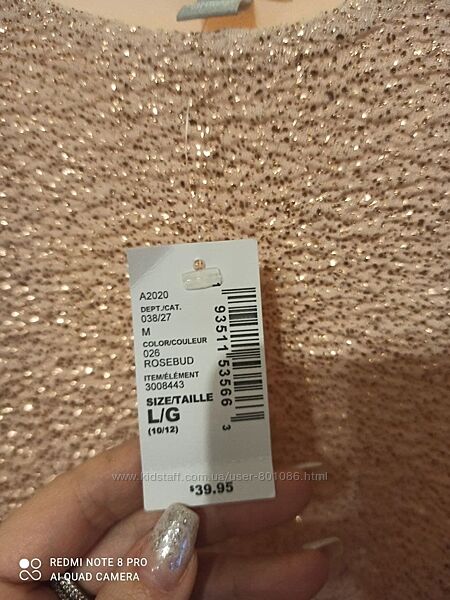 A2020
DEPT./CAT.
038/27
M
COLOR/COULEUR
026
ROSEBUD
ITEM/ÉLÉMENT
3008443
SIZE/TAILLE
L/G
(10/12)
93511 53566 3
$39.95
www.kidstaff.com.ua/user-801086.html
REDMI NOTE 8 PRO
AI QUAD CAMERA